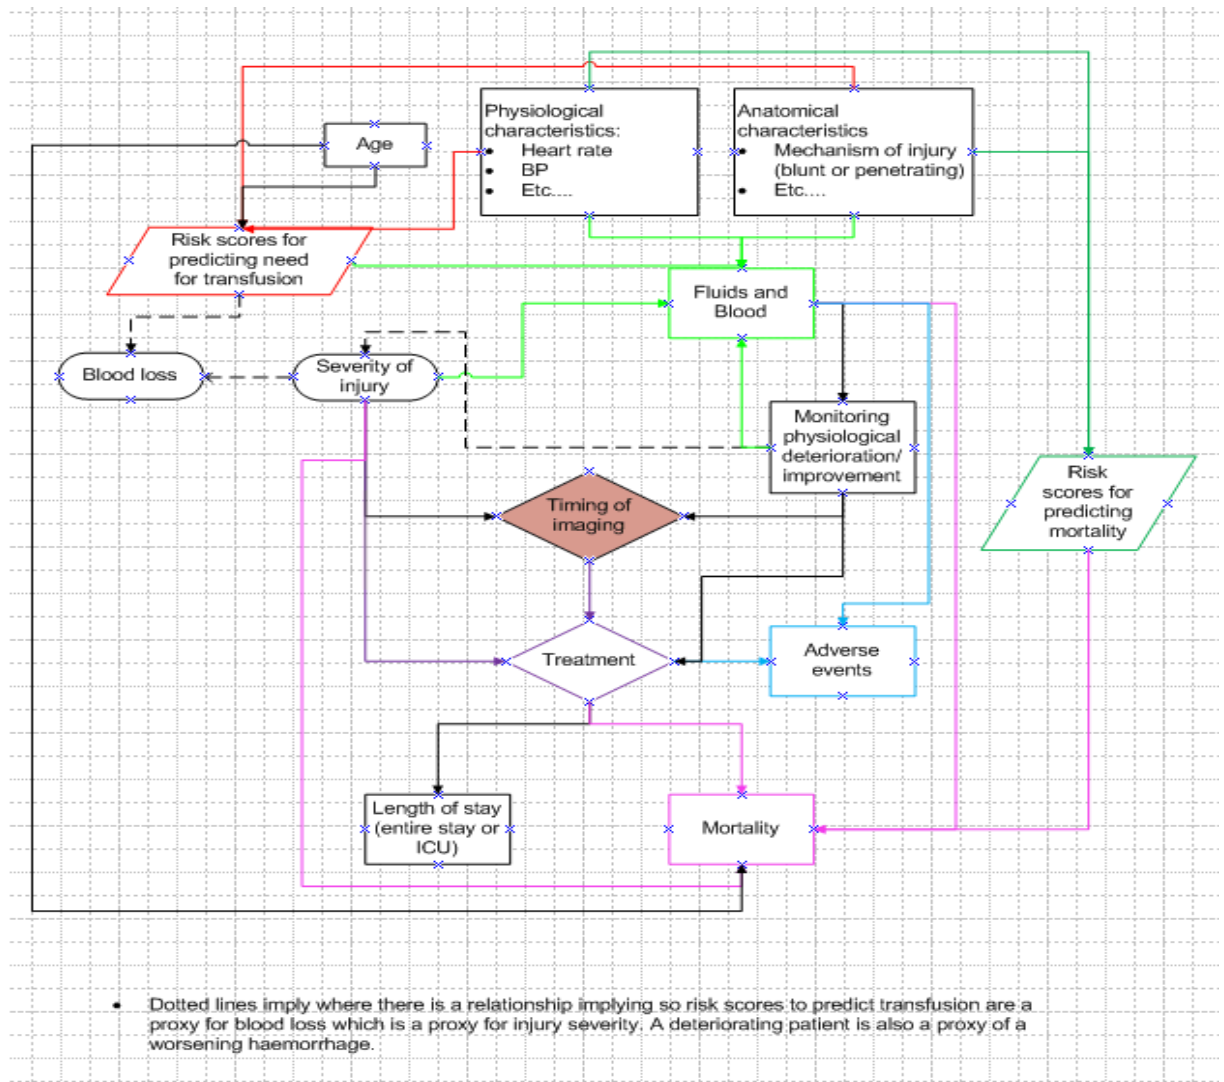 Physiological
characteristics:
• Heart rate
• BP
• Etc....
Anatomical
characteristics
• Mechanism of injury
(blunt or penetrating)
• Etc....
Age
Risk scores for
predicting need
for transfusion
Fluids and
Blood
Blood loss
Severity of
injury
Monitoring
physiological
deterioration/
improvement
Risk
scores for
predicting
mortality
Timing of
imaging
Treatment
Adverse
events
Length of stay
(entire stay or
ICU)
Mortality
• Dotted lines imply where there is a relationship implying so risk scores to predict transfusion are a
proxy for blood loss which is a proxy for injury severity. A deteriorating patient is also a proxy of a
worsening haemorrhage.